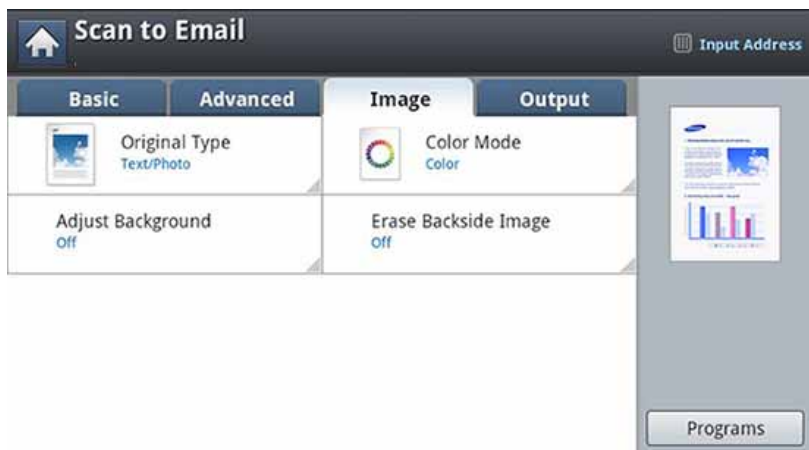 Scan to Email
Input Address
Basic
Advanced
Image
Output
Original Type
Text/Photo
Color Mode
Color
Adjust Background
Off
Erase Backside Image
Off
Programs